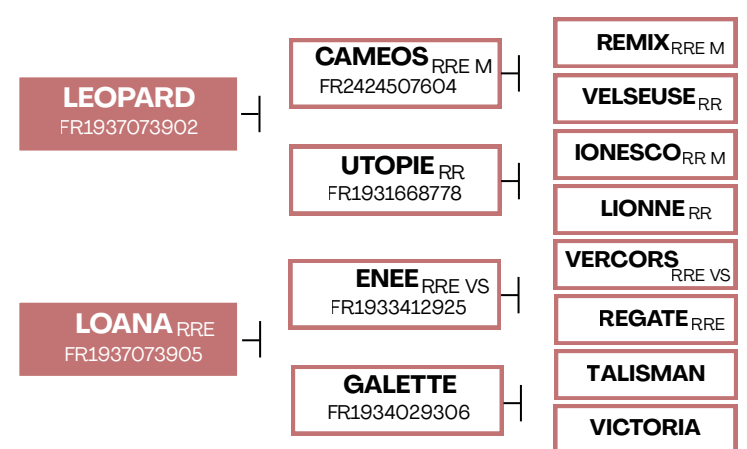 LEOPARD
FR1937073902
CAMEOS RRE M
FR2424507604
REMIX RRE M
VELSEUSE RR
UTOPIE RR
FR1931668778
IONESCO RR M
LIONNE RR
LOANA RRE
FR1937073905
ENEE RRE VS
FR1933412925
VERCORS RRE VS
REGATE RRE
GALETTE
FR1934029306
TALISMAN
VICTORIA